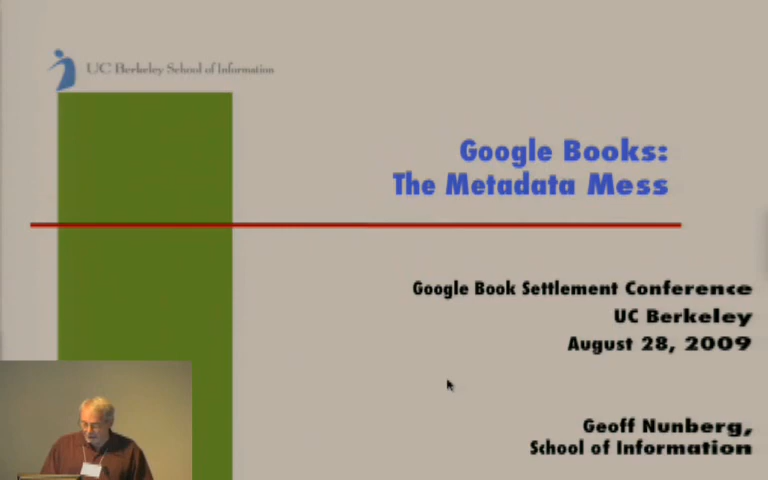 UC Berkeley School of Information
Google Books:
The Metadata Mess
Google Book Settlement Conference
UC Berkeley
August 28, 2009
Geoff Nunberg,
School of Information